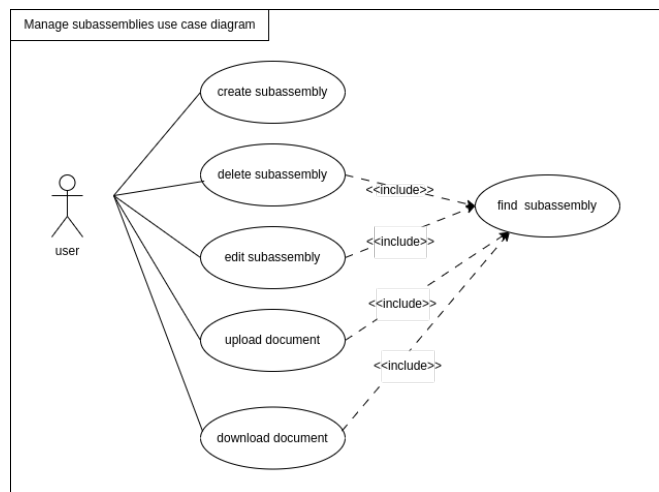 Manage subassemblies use case diagram
create subassembly
delete subassembly
<<include>>
find subassembly
user
edit subassembly
<<include>>
<<include>>
upload document
<<include>>
download document